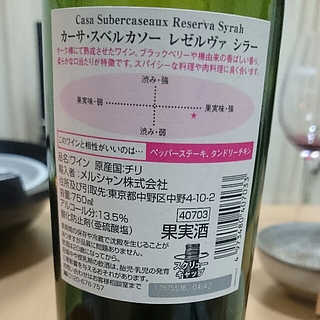 Casa Subercaseaux Reserva Syrah
カーサ・スベルカソー レゼルヴァ シラー
オーク樽にて熟成させたワイン。ブラックベリーや樽由来の香ばしい香り、
柔らかな口当たりが特徴です。スパイシーな料理や肉料理に良く合います。
渋み・強
果実味・弱
果実味・強
渋み・弱
このワインと相性がいいのは…
ペッパーステーキ、タンドリーチキン
品名:ワイン 原産国:チリ
輸入者:メルシャン株式会社
住所及び引取先:東京都中野区中野4-10-2
容量:750ml
アルコール分:13.5%
酸化防止剤(亜硫酸塩)
40703
果実酒
スクリュー
キャップ